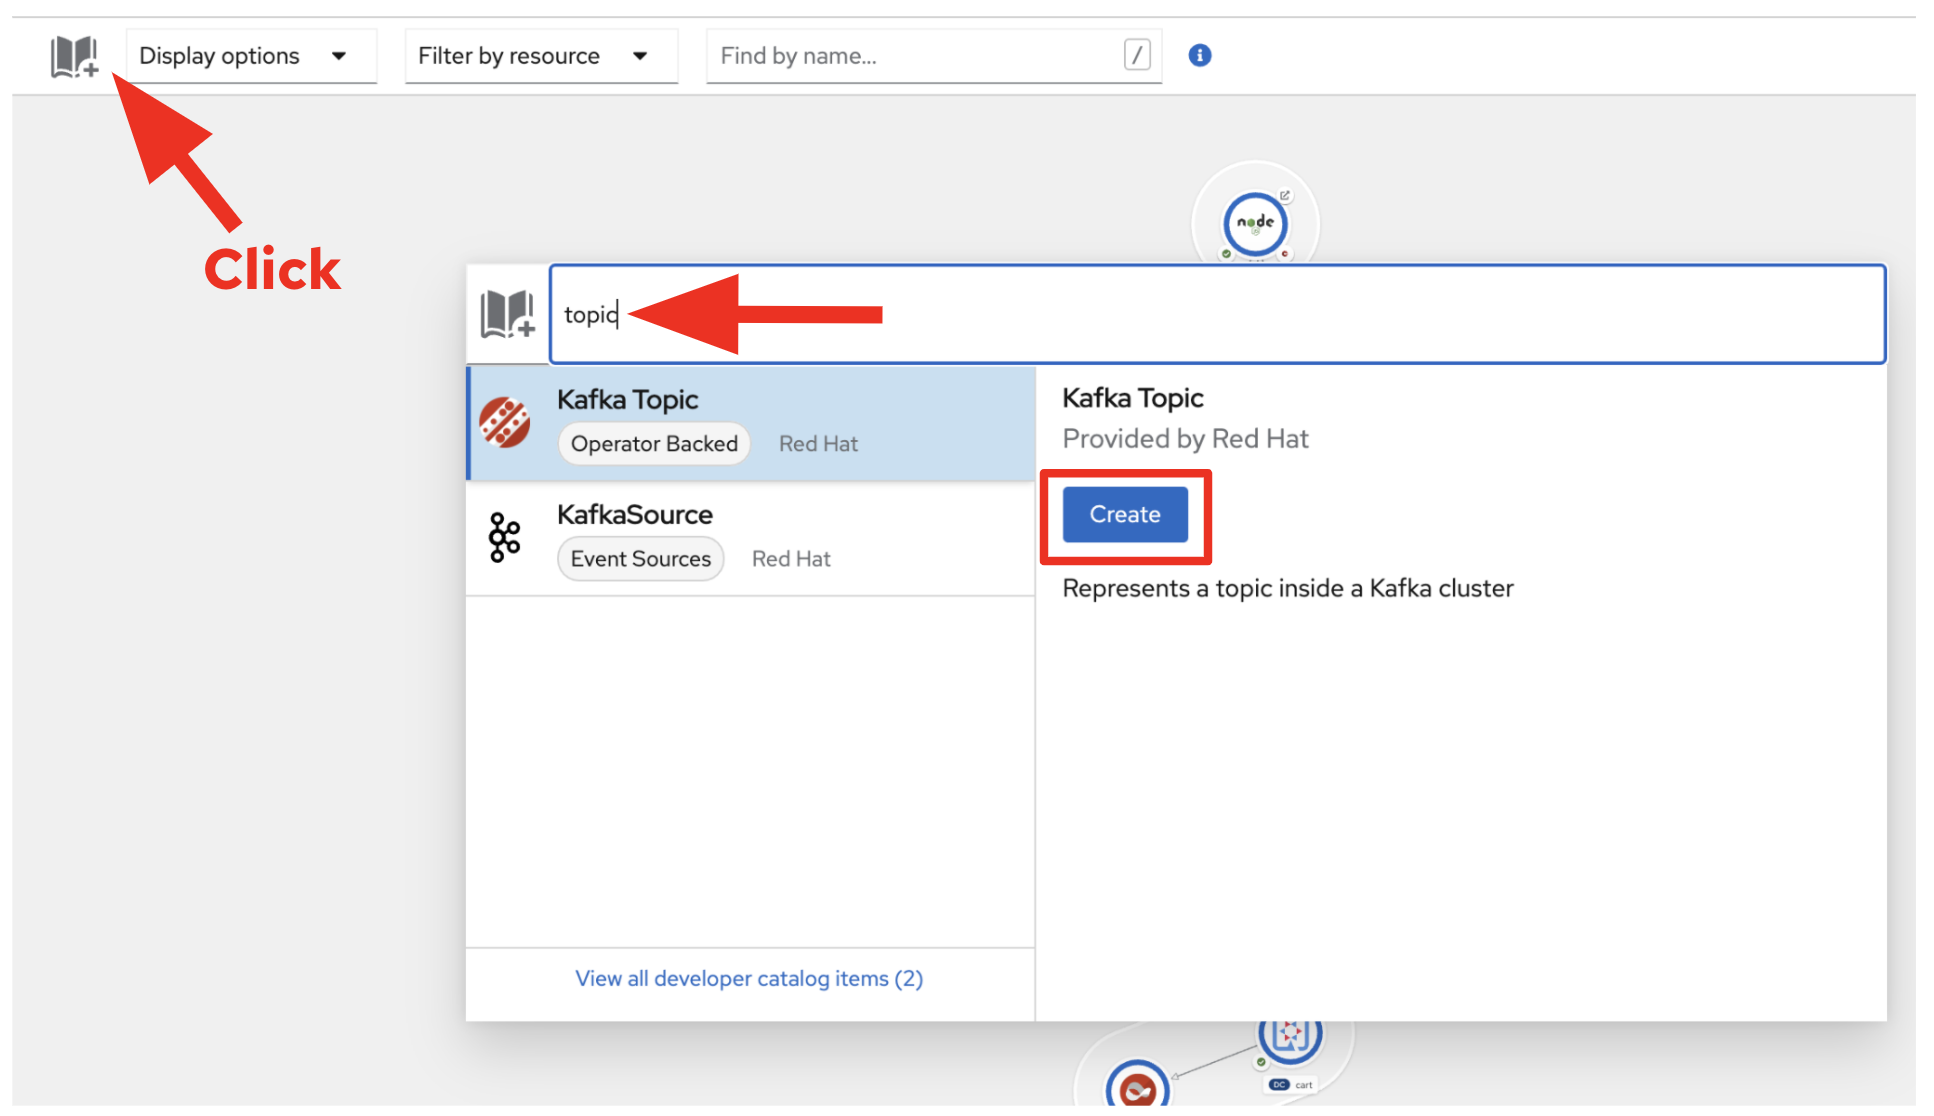 Display options
Filter by resource
Find by name...
/
Click
node
topic
Kafka Topic
Operator Backed Red Hat
KafkaSource
Event Sources Red Hat
View all developer catalog items (2)
Kafka Topic
Provided by Red Hat
Create
Represents a topic inside a Kafka cluster
DC cart